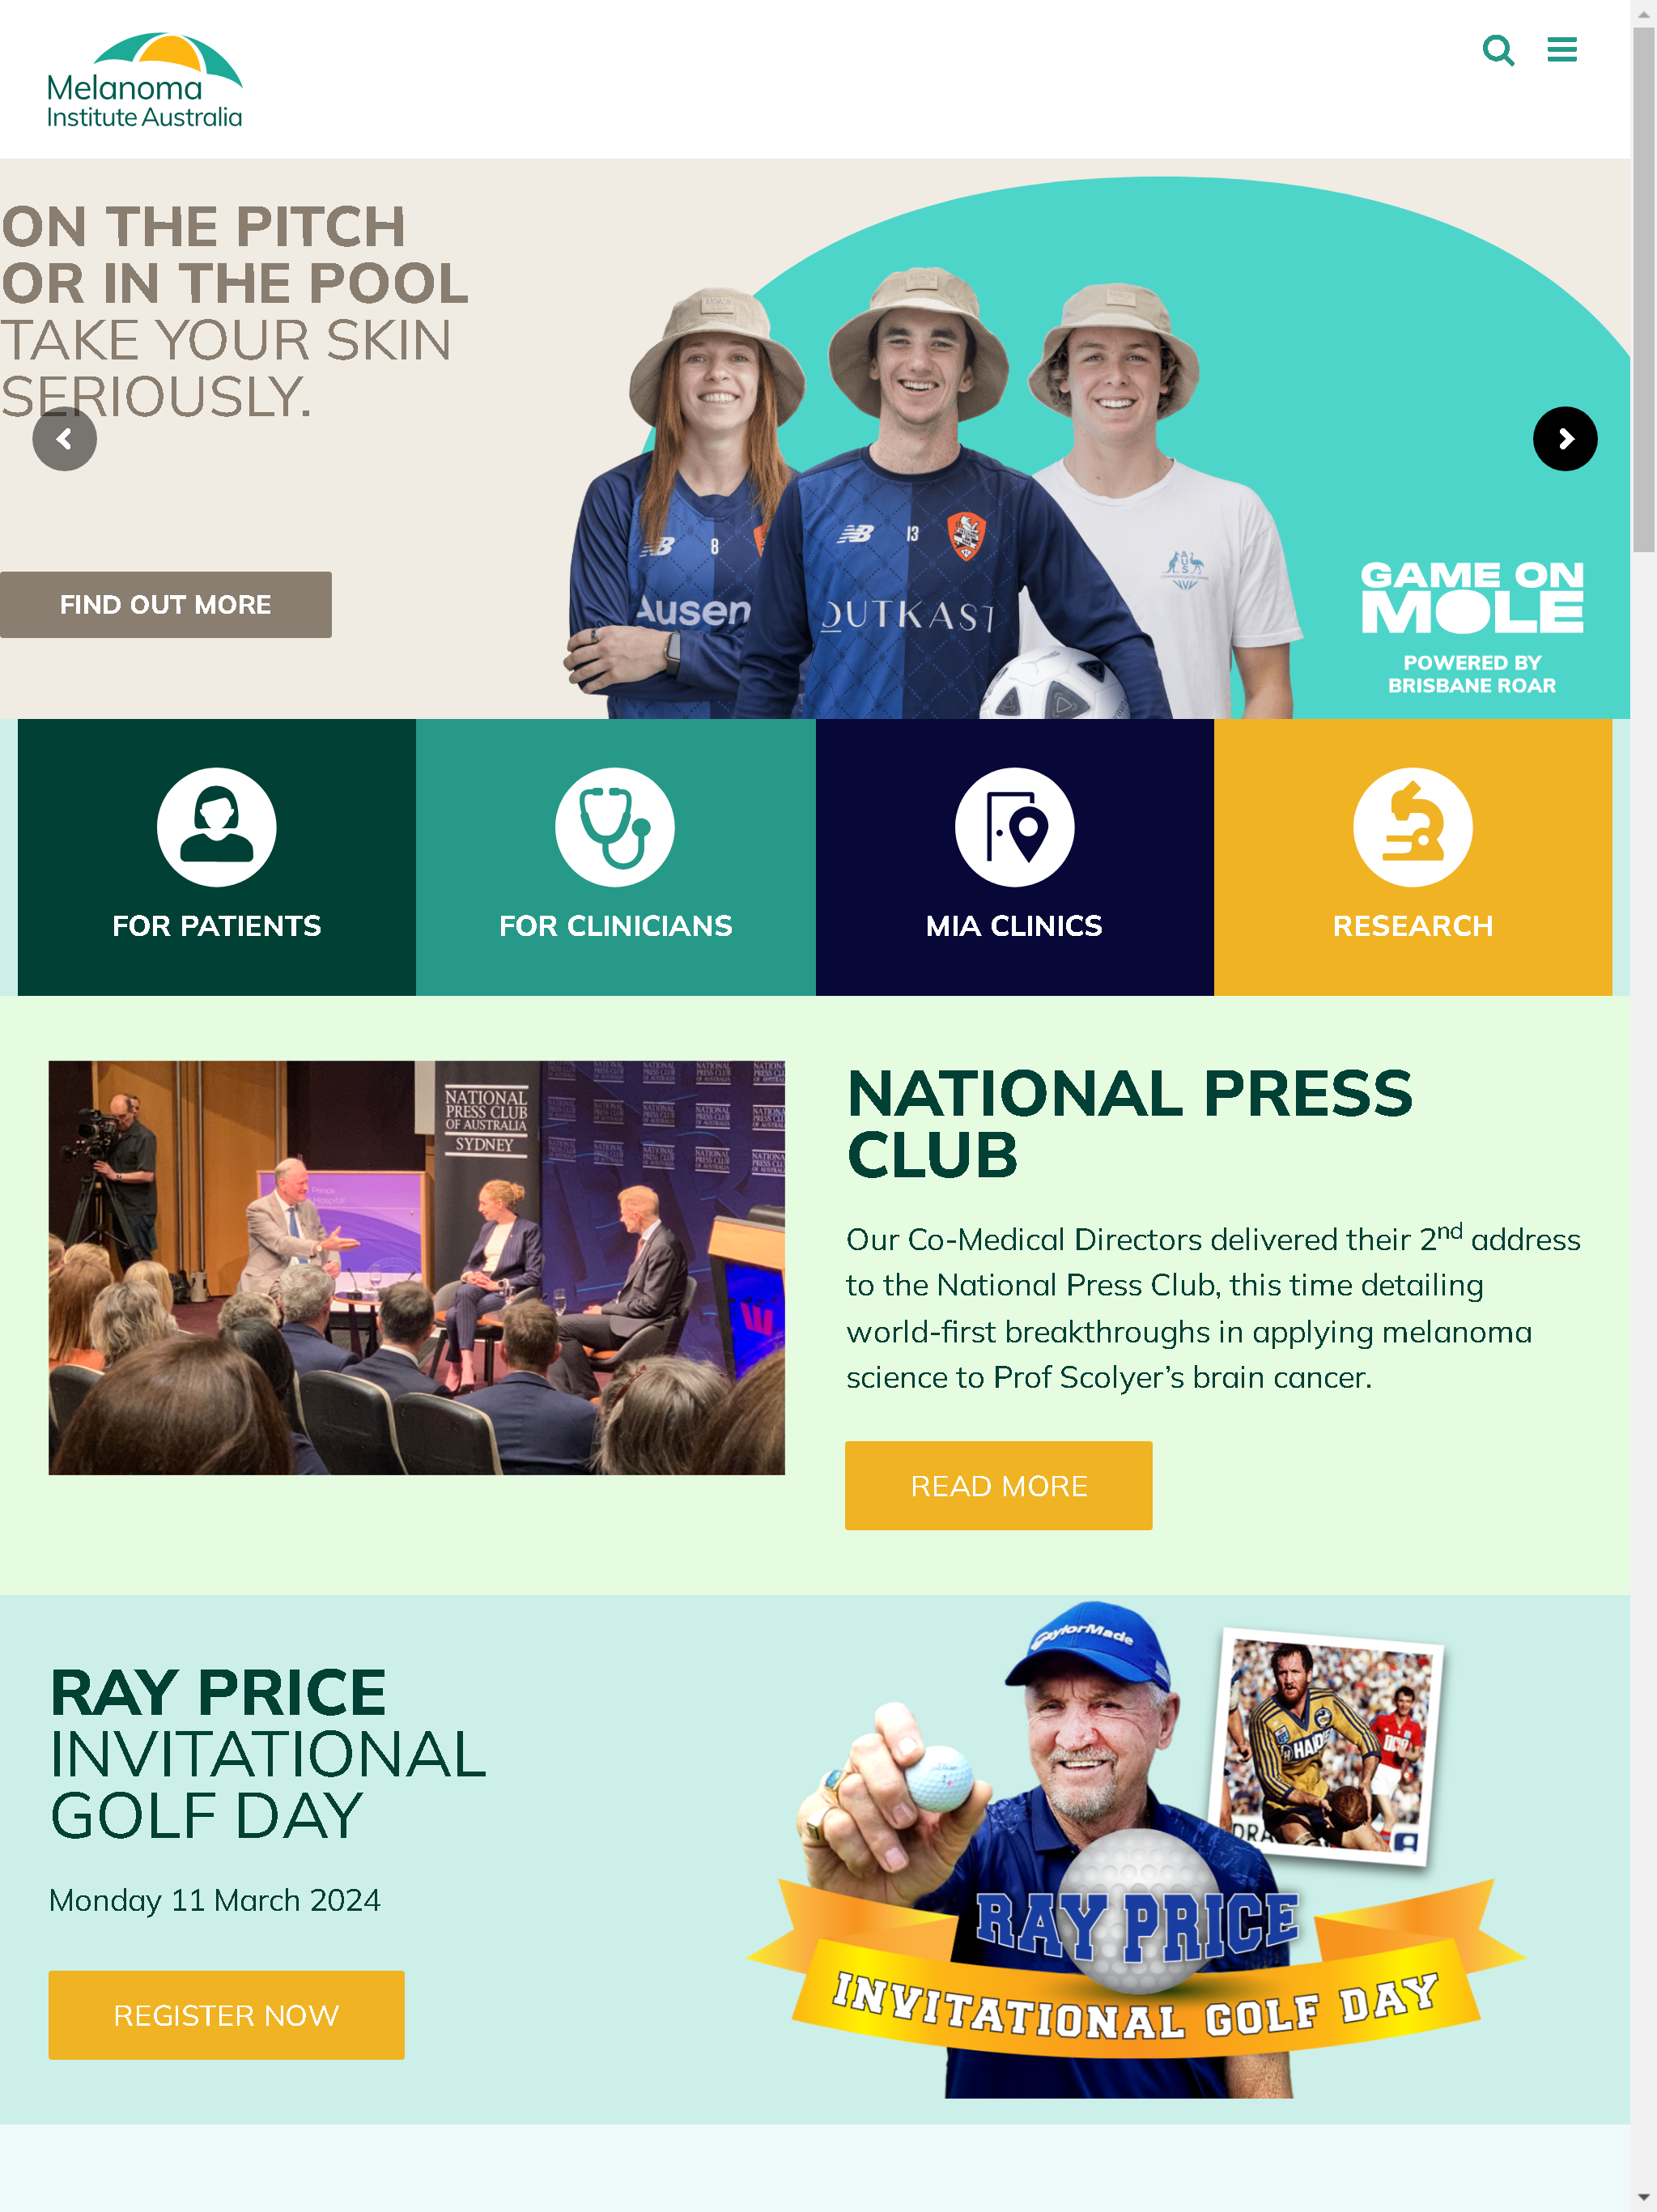 Melanoma
Institute Australia
ON THE PITCH
OR IN THE POOL
TAKE YOUR SKIN
SERIOUSLY.
FIND OUT MORE
8
13
Ausen
OUTKAST
AUS
GAME ON
MOLE
POWERED BY
BRISBANE ROAR
FOR PATIENTS
FOR CLINICIANS
MIA CLINICS
RESEARCH
NATIONAL
PRESS CLUB
OF AUSTRALIA
SYDNEY
Prince
Hospital
NATIONAL PRESS
CLUB
Our Co-Medical Directors delivered their 2nd address
to the National Press Club, this time detailing
world-first breakthroughs in applying melanoma
science to Prof Scolyer’s brain cancer.
READ MORE
RAY PRICE
INVITATIONAL
GOLF DAY
Monday 11 March 2024
REGISTER NOW
TaylorMade
RAY PRICE
INVITATIONAL GOLF DAY